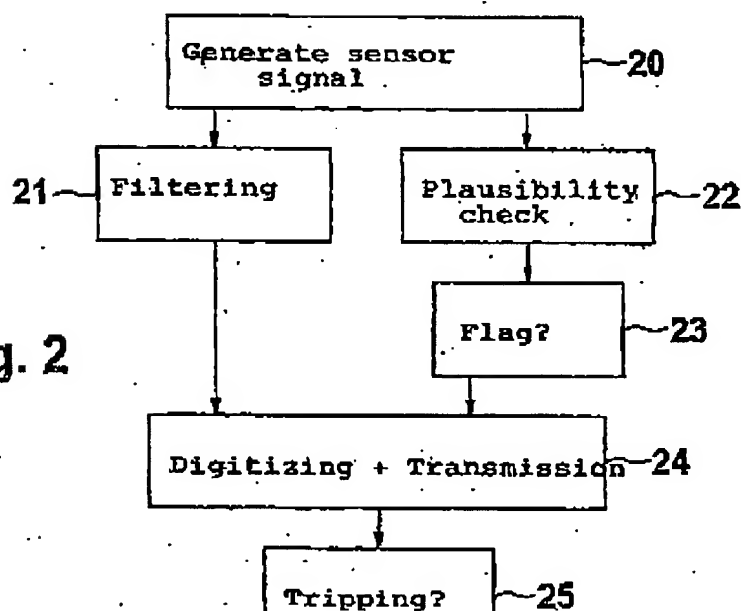 Generate sensor
signal
20
21
Filtering
Plausibility
check
22
Flag?
23
g. 2
Digitizing + Transmission
24
Tripping?
25